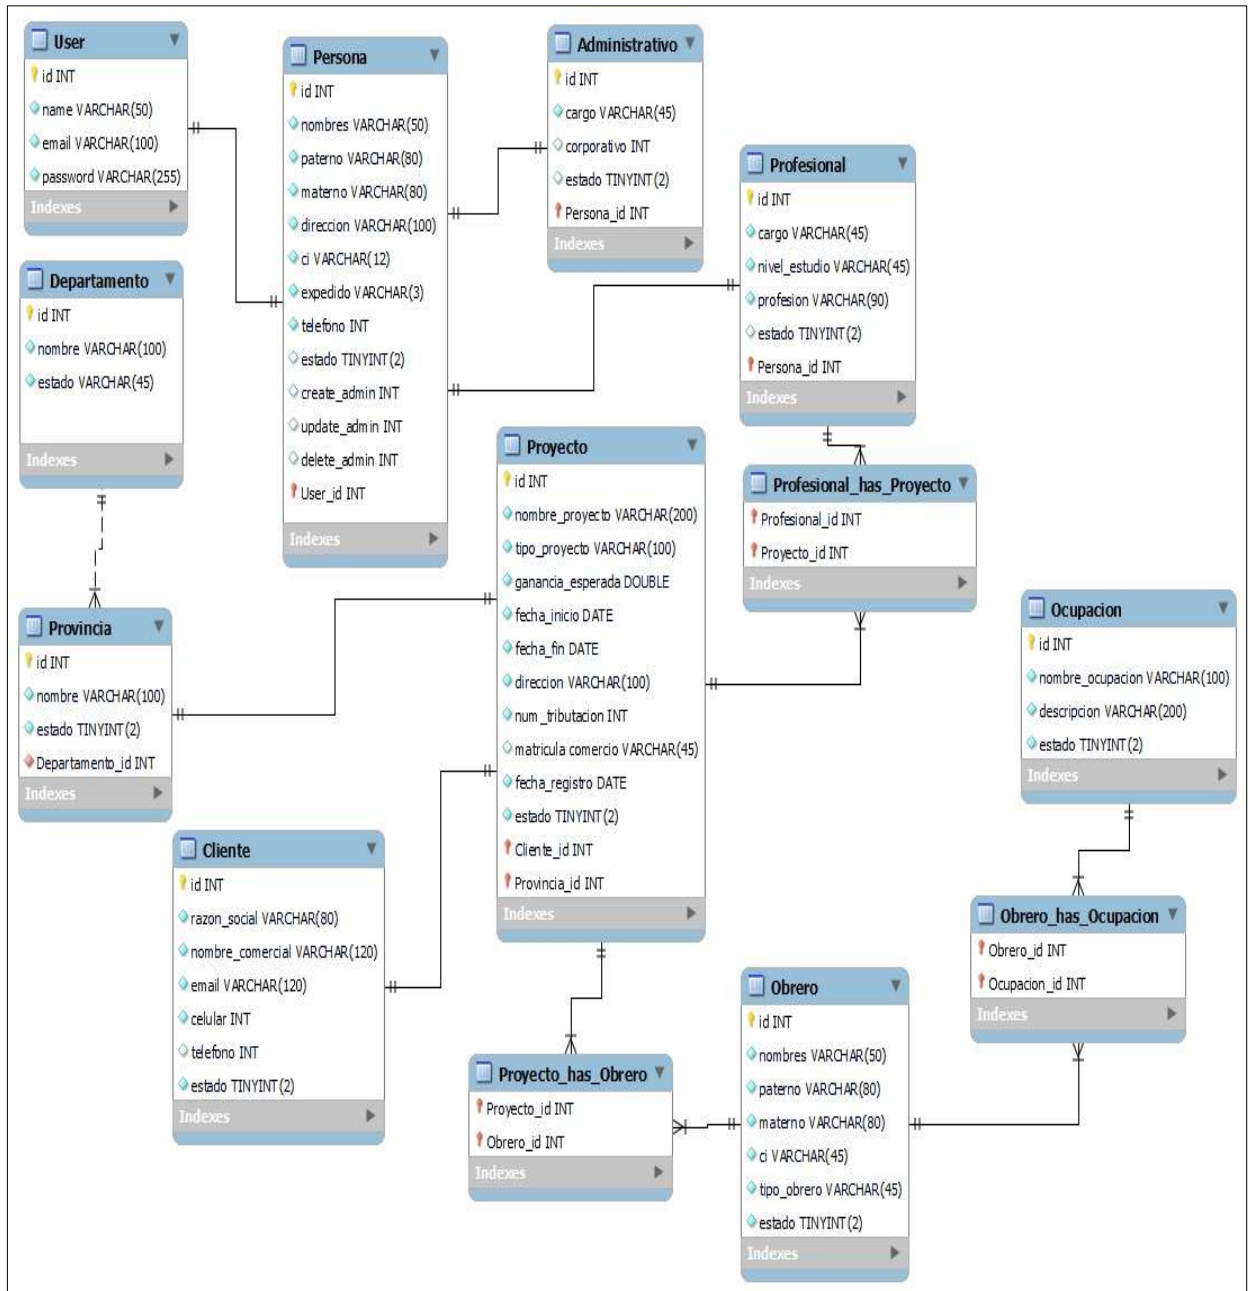 User
id INT
name VARCHAR(50)
email VARCHAR(100)
password VARCHAR(255)
Indexes
Persona
id INT
nombres VARCHAR(50)
paterno VARCHAR(80)
materno VARCHAR(80)
direccion VARCHAR(100)
ci VARCHAR(12)
expedido VARCHAR(3)
telefono INT
estado TINYINT(2)
create_admin INT
update_admin INT
delete_admin INT
User_id INT
Indexes
Administrativo
id INT
cargo VARCHAR(45)
corporativo INT
estado TINYINT(2)
Persona_id INT
Indexes
Profesional
id INT
cargo VARCHAR(45)
nivel_estudio VARCHAR(45)
profesion VARCHAR(90)
estado TINYINT(2)
Persona_id INT
Indexes
Departamento
id INT
nombre VARCHAR(100)
estado VARCHAR(45)
Indexes
Proyecto
id INT
nombre_proyecto VARCHAR(200)
tipo_proyecto VARCHAR(100)
ganancia_esperada DOUBLE
fecha_inicio DATE
fecha_fin DATE
direccion VARCHAR(100)
num_tributacion INT
matricula comercio VARCHAR(45)
fecha_registro DATE
estado TINYINT(2)
Cliente_id INT
Provincia_id INT
Indexes
Profesional_has_Proyecto
Profesional_id INT
Proyecto_id INT
Indexes
Provincia
id INT
nombre VARCHAR(100)
estado TINYINT(2)
Departamento_id INT
Indexes
Ocupacion
id INT
nombre_ocupacion VARCHAR(100)
descripcion VARCHAR(200)
estado TINYINT(2)
Indexes
Cliente
id INT
razon_social VARCHAR(80)
nombre_comercial VARCHAR(120)
email VARCHAR(120)
celular INT
telefono INT
estado TINYINT(2)
Indexes
Obrero_has_Ocupacion
Obrero_id INT
Ocupacion_id INT
Indexes
Proyecto_has_Obrero
Proyecto_id INT
Obrero_id INT
Indexes
Obrero
id INT
nombres VARCHAR(50)
paterno VARCHAR(80)
materno VARCHAR(80)
ci VARCHAR(45)
tipo_obrero VARCHAR(45)
estado TINYINT(2)
Indexes